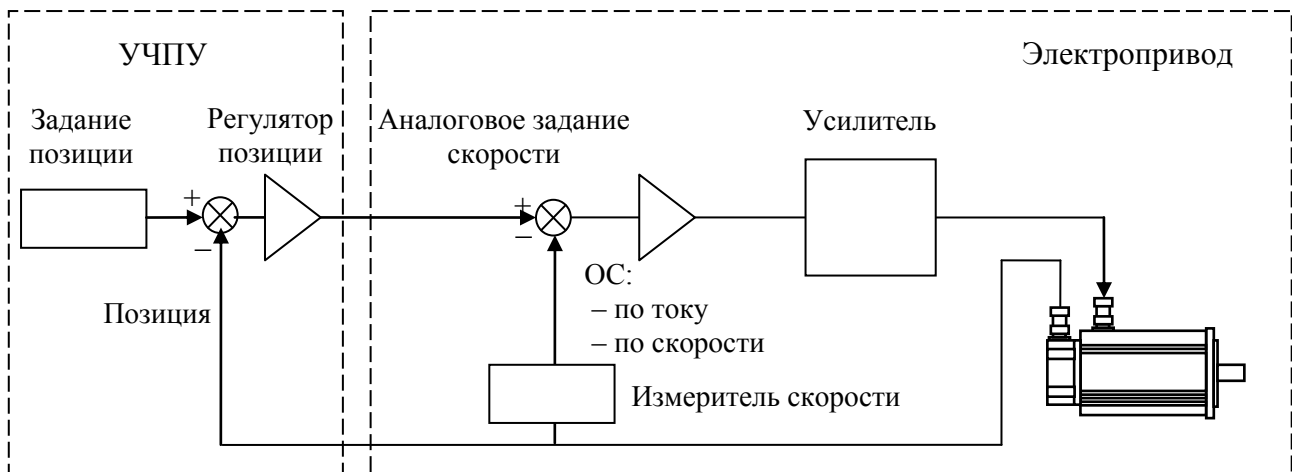 УЧПУ
Электропривод
Задание
позиции
Регулятор
позиции
Аналоговое задание
скорости
Усилитель
+
–
+
–
ОС:
– по току
– по скорости
Позиция
Измеритель скорости